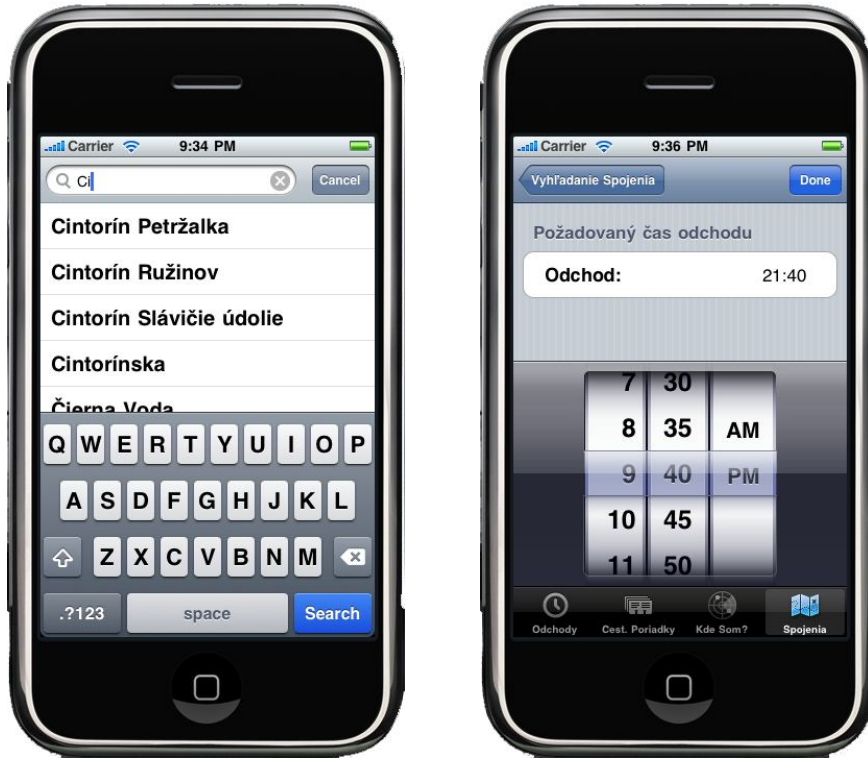 Carrier 9:34 PM
Ci Cancel
Cintorín Petržalka
Cintorín Ružinov
Cintorín Slávičie údolie
Cintorínska
Čierna Voda
Q W E R T Y U I O P
A S D F G H J K L
Z X C V B N M
.?123 space Search
Carrier 9:36 PM
Vyhľadanie Spojenia Done
Požadovaný čas odchodu
Odchod: 21:40
7 30
8 35 AM
9 40 PM
10 45
11 50
Odchody Cest. Poriadky Kde Som? Spojenia